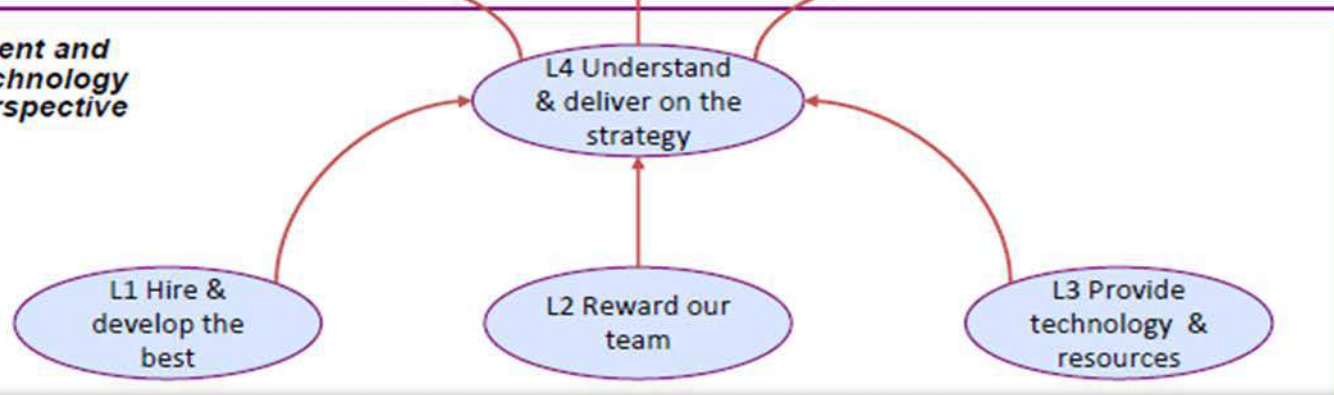 ent and
chnology
rspective
L4 Understand
& deliver on the
strategy
L1 Hire &
develop the
best
L2 Reward our
team
L3 Provide
technology &
resources